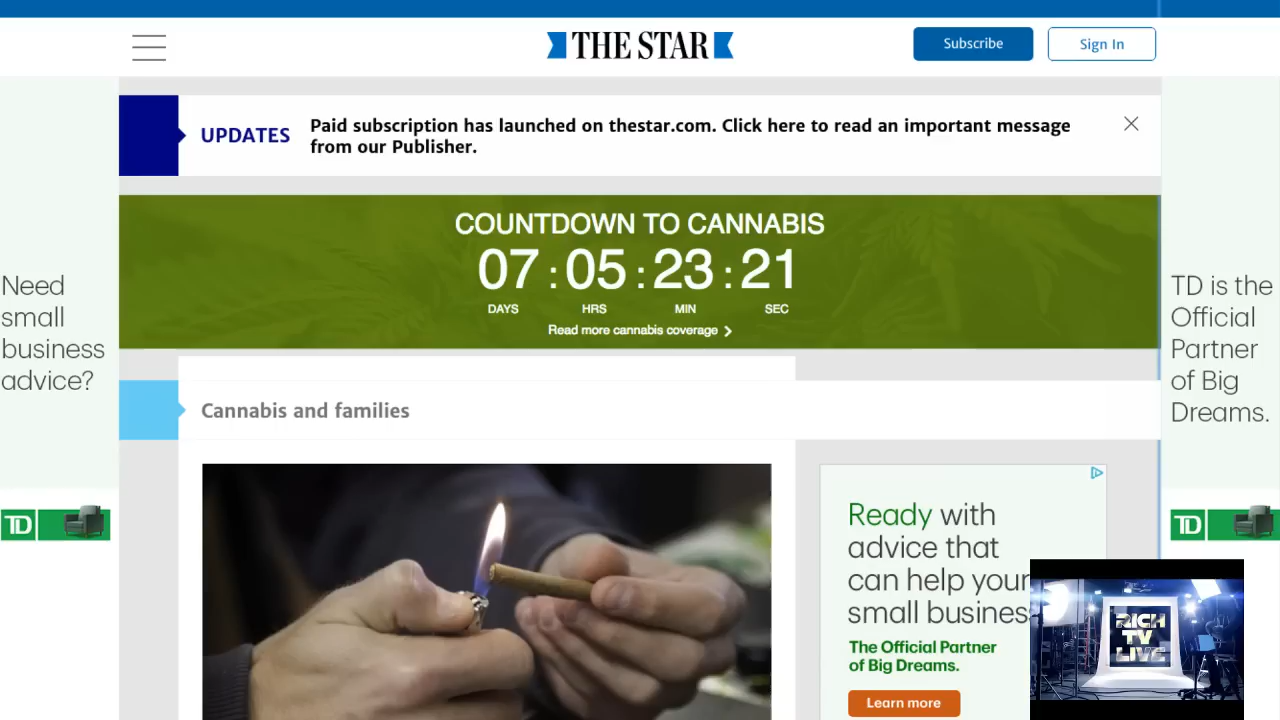 THE STAR
Subscribe
Sign In
UPDATES
Paid subscription has launched on thestar.com. Click here to read an important message
from our Publisher.
COUNTDOWN TO CANNABIS
07 : 05 : 23 : 21
DAYS HRS MIN SEC
Read more cannabis coverage
Need
small
business
advice?
TD
TD is the
Official
Partner
of Big
Dreams.
TD
Cannabis and families
Ready with
advice that
can help your
small business
The Official Partner
of Big Dreams.
Learn more
RICH
TV
LIVE